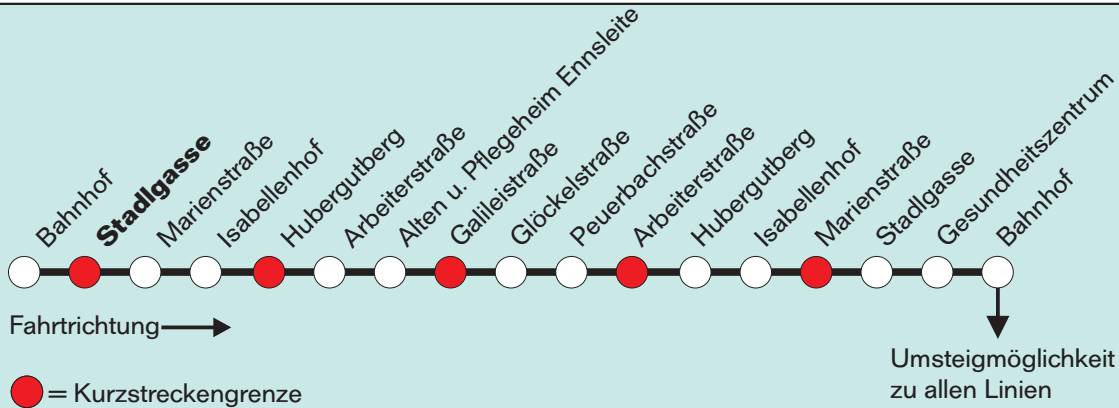 Bahnhof
Stadlgasse
Marienstraße
Isabellenhof
Hubergutberg
Arbeiterstraße
Alten u. Pflegeheim Ennsleite
Galileistraße
Glöckelstraße
Peuerbachstraße
Arbeiterstraße
Hubergutberg
Isabellenhof
Marienstraße
Stadlgasse
Gesundheitszentrum
Bahnhof
Fahrtrichtung
Umsteigmöglichkeit
zu allen Linien
= Kurzstreckengrenze